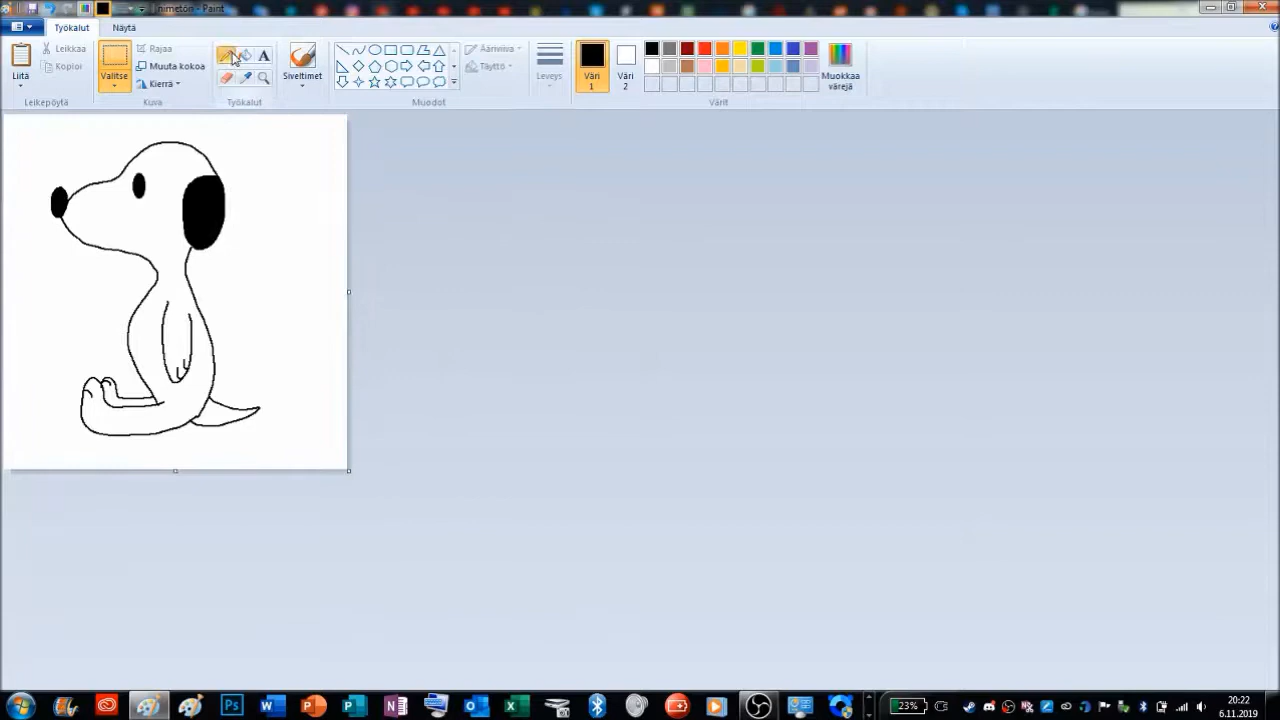 nimetön - Paint
Työkalut Näytä
Liitä
Leikkaa
Kopioi
Leikepöytä
Valitse
Rajaa
Muuta kokoa
Kierrä
Kuva
A
Työkalut
Siveltimet
Ääriviiva
Täyttö
Muodot
Leveys
Väri
1
Väri
2
Muokkaa
värejä
Värit
23%
20:22
6.11.2019